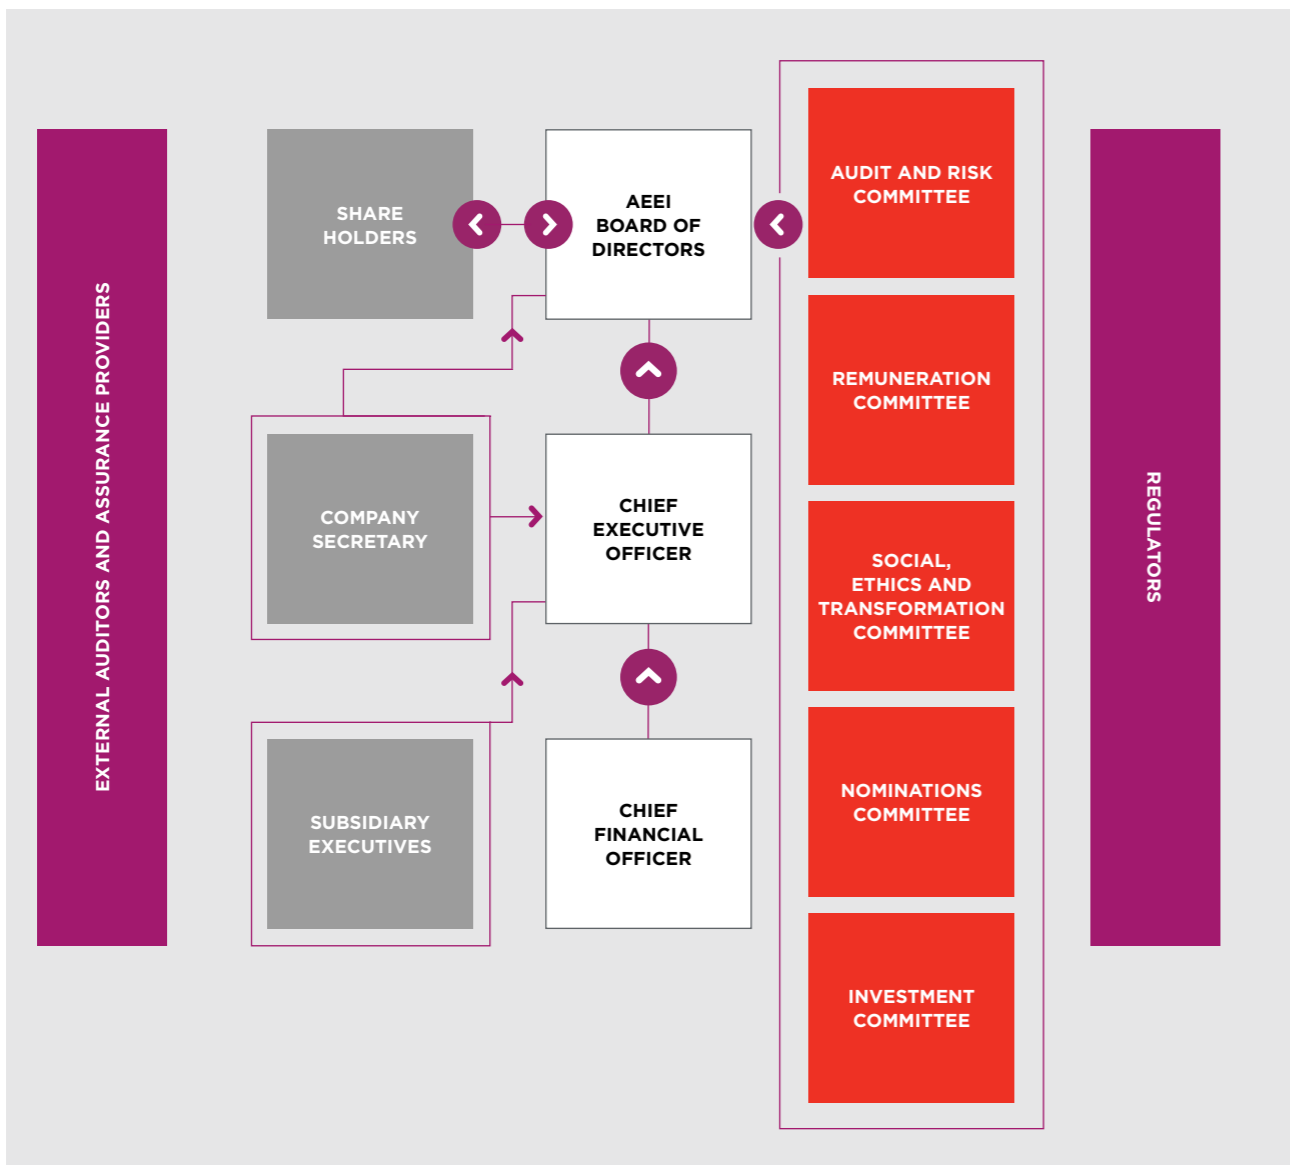 EXTERNAL AUDITORS AND ASSURANCE PROVIDERS
SHARE
HOLDERS
AEEI
BOARD OF
DIRECTORS
COMPANY
SECRETARY
CHIEF
EXECUTIVE
OFFICER
SUBSIDIARY
EXECUTIVES
CHIEF
FINANCIAL
OFFICER
AUDIT AND RISK
COMMITTEE
REMUNERATION
COMMITTEE
SOCIAL,
ETHICS AND
TRANSFORMATION
COMMITTEE
NOMINATIONS
COMMITTEE
INVESTMENT
COMMITTEE
REGULATORS